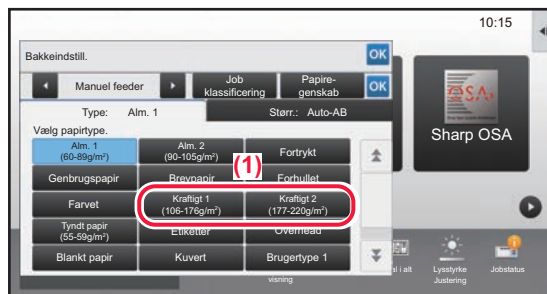 10:15
Bakkeindstill.
OK
Manuel feeder
Job
klassificering
Papire-
genskab
OK
Type: Alm. 1
Størr.: Auto-AB
Vælg papirtype.
Alm. 1
(60-89g/m²)
Alm. 2
(90-105g/m²)
Fortrykt
(1)
Genbrugspapir
Brevpapir
Forhullet
Farvet
Kraftigt 1
(106-176g/m²)
Kraftigt 2
(177-220g/m²)
Tyndt papir
(55-59g/m²)
Etiketter
Overhead
Blankt papir
Kuvert
Brugertype 1
OSA
Sharp OSA
visning
al i alt
Lysstyrke
Justering
Jobstatus